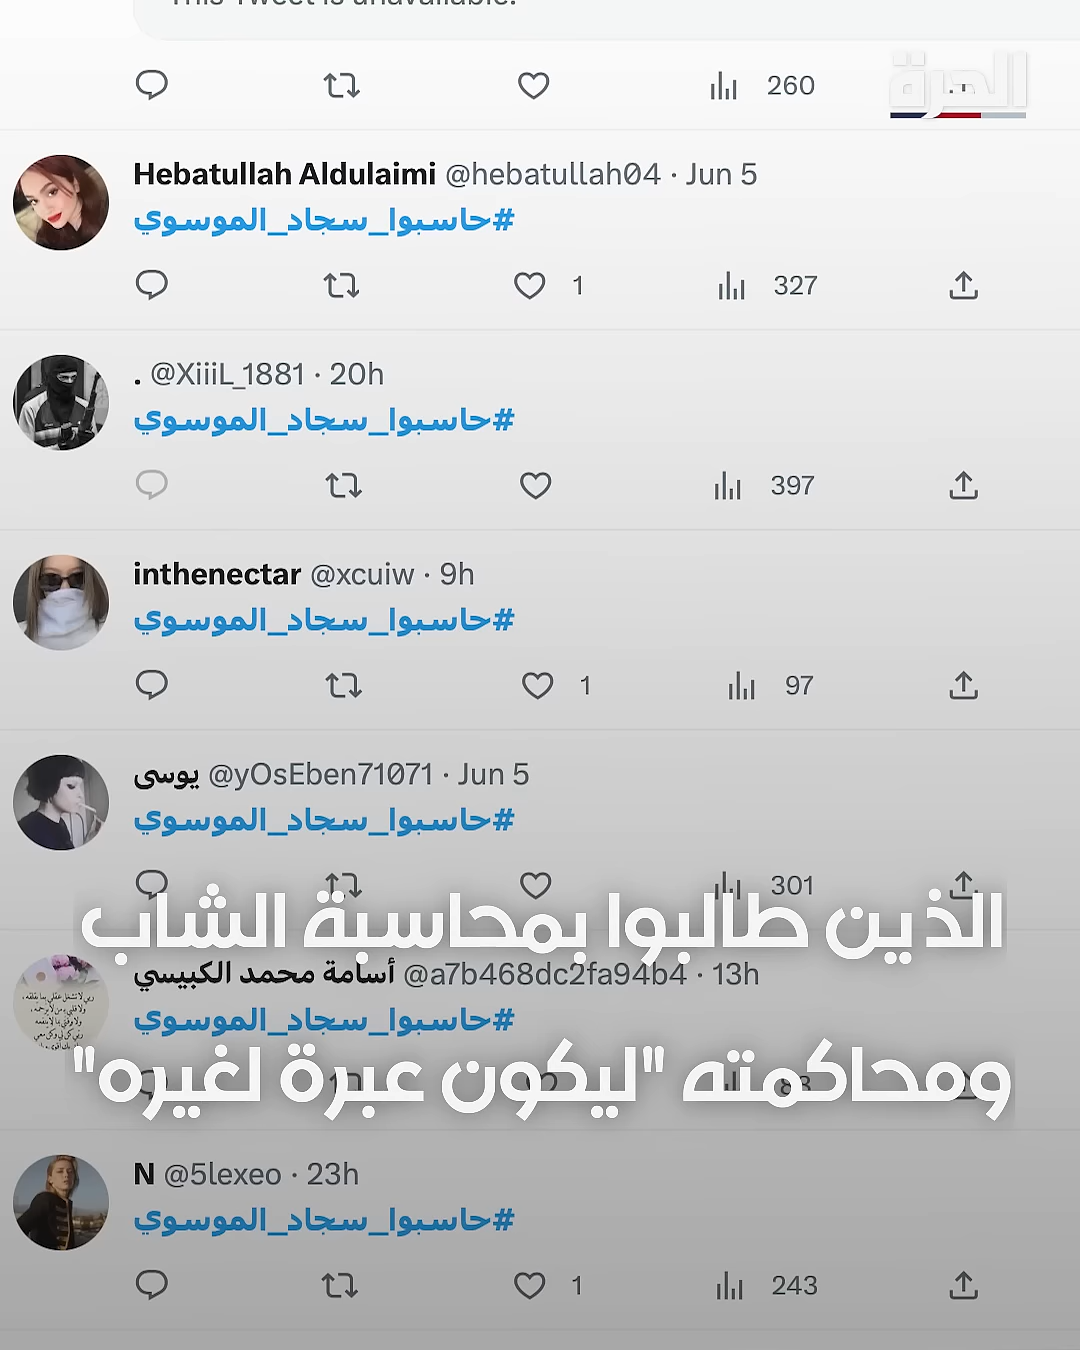 This Tweet is unavailable.
260
الحرة
Hebatullah Aldulaimi @hebatullah04 · Jun 5
#حاسبوا_سجاد_الموسوي
1 327
. @XiiiL_1881 · 20h
#حاسبوا_سجاد_الموسوي
397
inthenectar @xcuiw · 9h
#حاسبوا_سجاد_الموسوي
1 97
يوسى @yOsEben71071 · Jun 5
#حاسبوا_سجاد_الموسوي
301
الذين طالبوا بمحاسبة الشاب
أسامة محمد الكبيسي @a7b468dc2fa94b4 · 13h
#حاسبوا_سجاد_الموسوي
ومحاكمته "ليكون عبرة لغيره"
N @5lexeo · 23h
#حاسبوا_سجاد_الموسوي
1 243